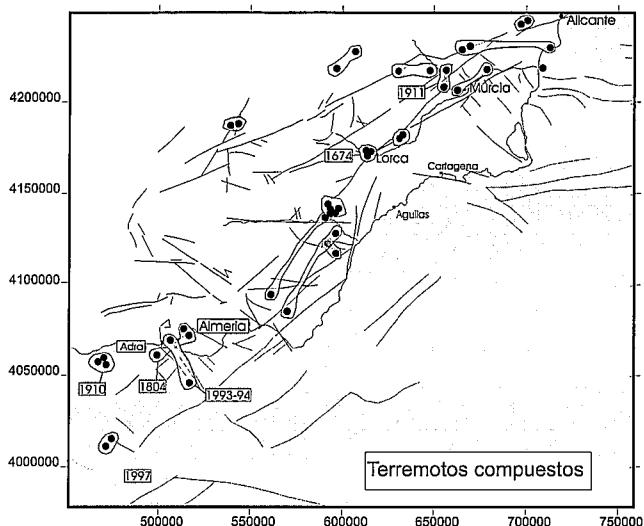 Alicante
4200000
1911
Murcia
1674
Lorca
Cartagena
4150000
Aguilas
4100000
Almeria
Adra
4050000
1910
1804
1993-94
4000000
1997
Terremotos compuestos
500000
550000
600000
650000
700000
750000